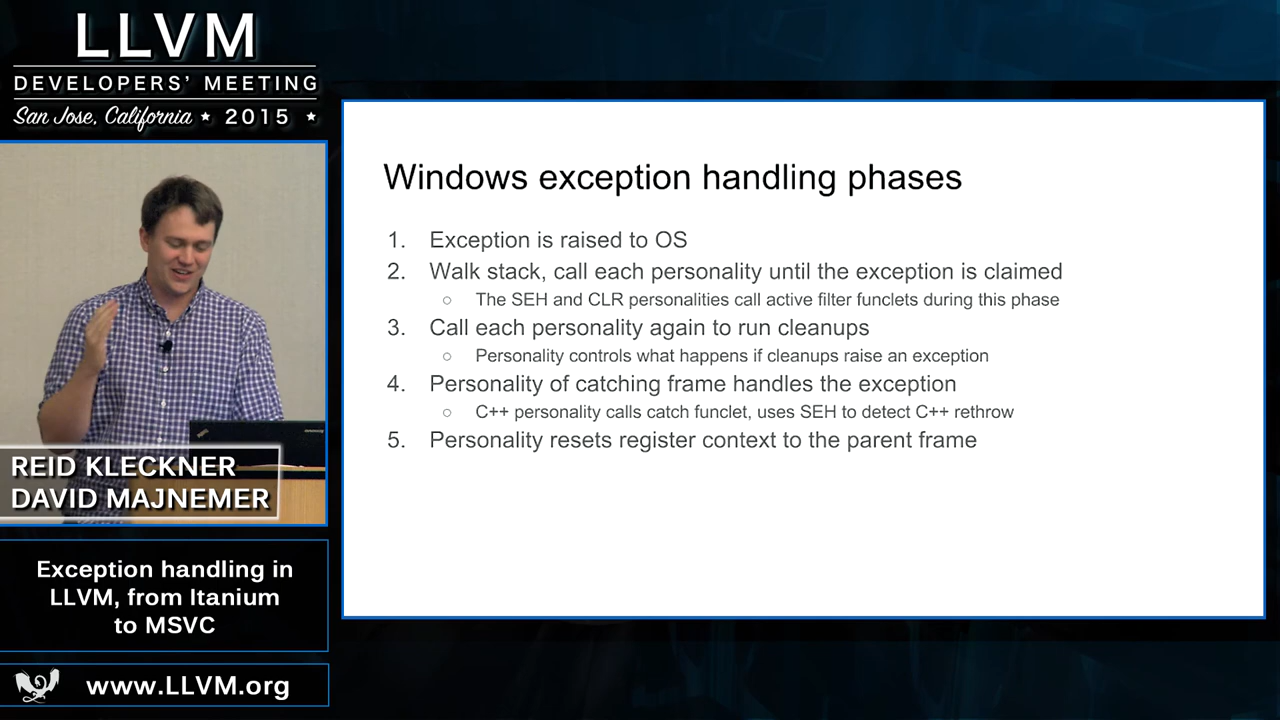 LLVM
DEVELOPERS' MEETING
San Jose, California ★ 2015 ★
Windows exception handling phases
1. Exception is raised to OS
2. Walk stack, call each personality until the exception is claimed
○ The SEH and CLR personalities call active filter funclets during this phase
3. Call each personality again to run cleanups
○ Personality controls what happens if cleanups raise an exception
4. Personality of catching frame handles the exception
○ C++ personality calls catch funclet, uses SEH to detect C++ rethrow
5. Personality resets register context to the parent frame
REID KLECKNER
DAVID MAJNEMER
Exception handling in
LLVM, from Itanium
to MSVC
www.LLVM.org